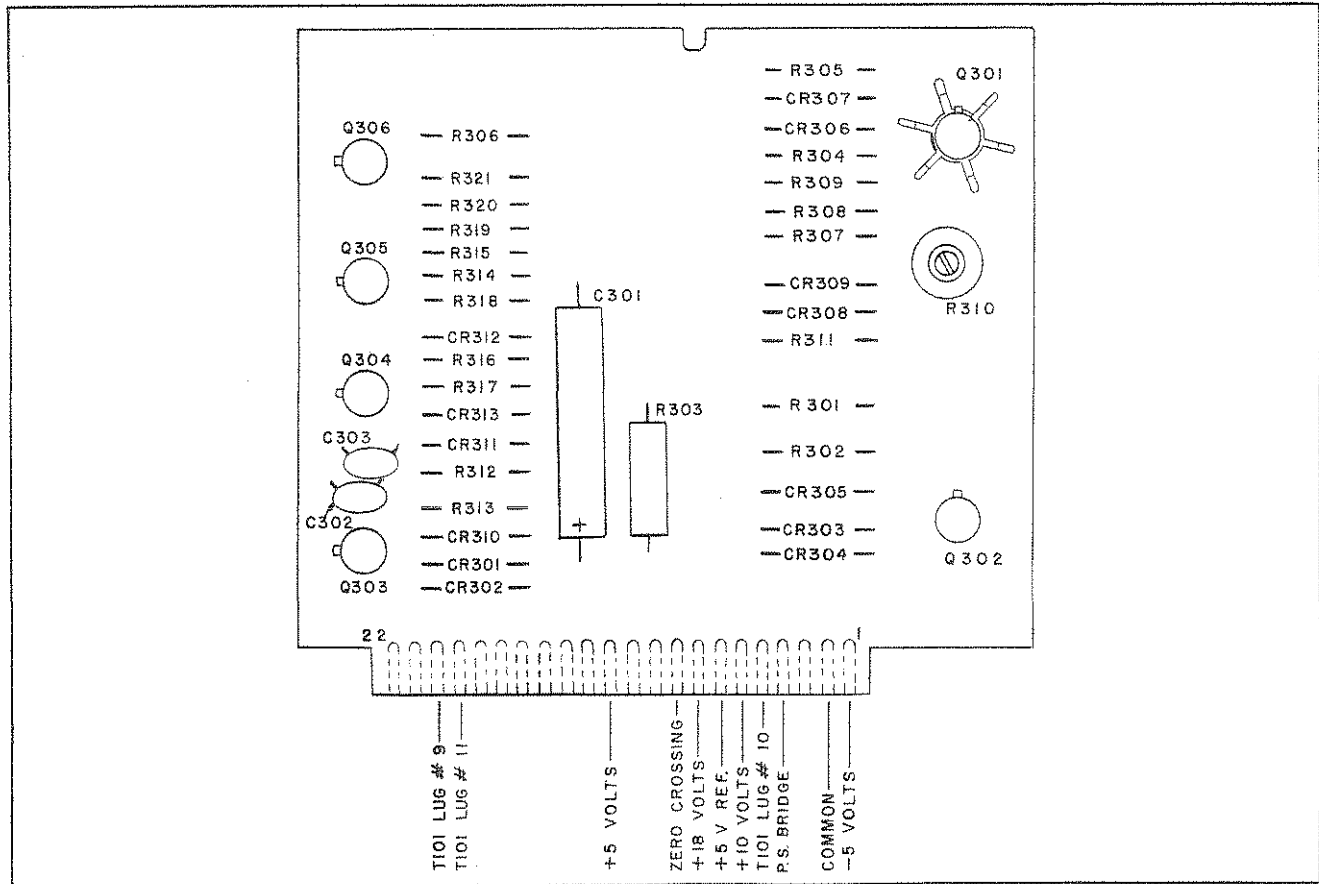 Q306
Q305
Q304
C303
C302
Q303
R306
R321
R320
R319
R315
R314
R318
CR312
R316
R317
CR313
CR311
R312
R313
CR310
CR301
CR302
C301
+
R303
R305
CR307
CR306
R304
R309
R308
R307
CR309
CR308
R311
R301
R302
CR305
CR303
CR304
Q301
R310
Q302
22
1
T101 LUG # 9
T101 LUG # 11
+5 VOLTS
ZERO CROSSING
+18 VOLTS
+5 V REF.
+10 VOLTS
T101 LUG # 10
P.S. BRIDGE
COMMON
-5 VOLTS